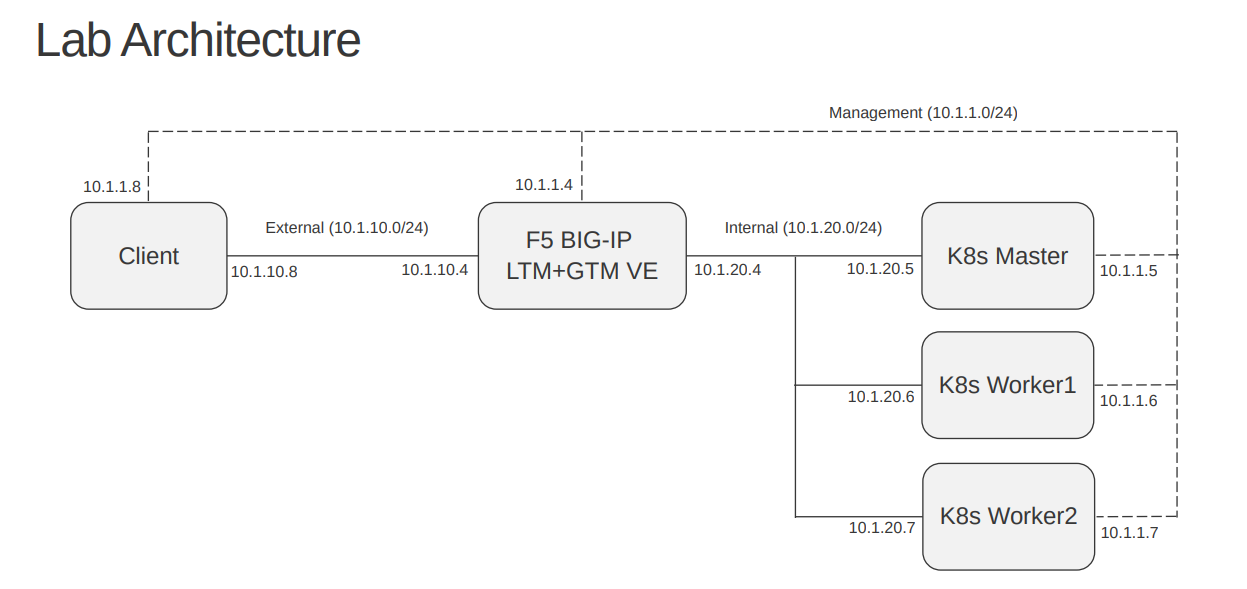 Lab Architecture
Management (10.1.1.0/24)
10.1.1.8
10.1.1.4
Client
External (10.1.10.0/24)
10.1.10.8
10.1.10.4
F5 BIG-IP
LTM+GTM VE
Internal (10.1.20.0/24)
10.1.20.4
10.1.20.5
K8s Master
10.1.1.5
10.1.20.6
K8s Worker1
10.1.1.6
10.1.20.7
K8s Worker2
10.1.1.7